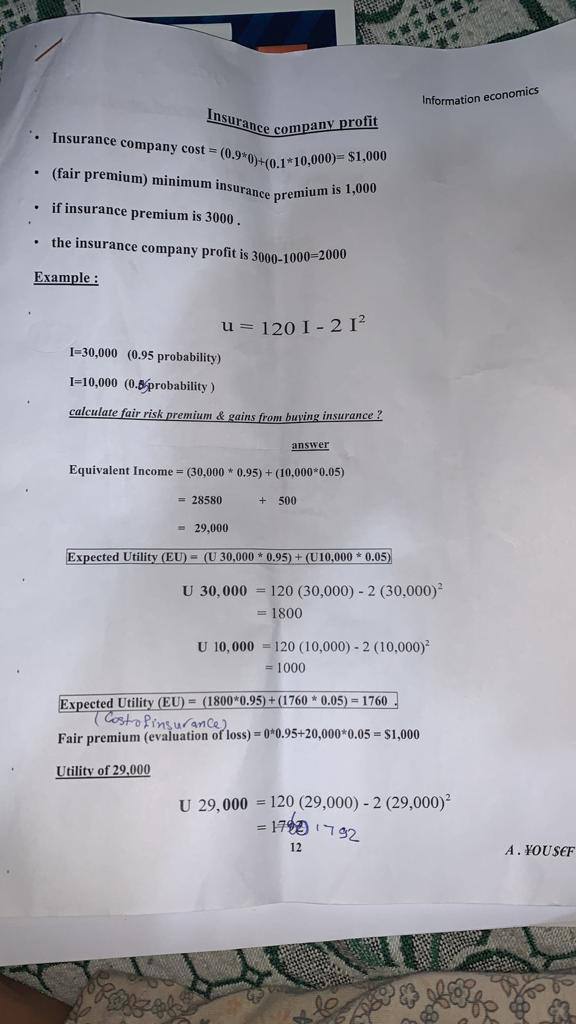 Information economics
Insurance company profit
• Insurance company cost = (0.9*0)+(0.1*10,000)= $1,000
• (fair premium) minimum insurance premium is 1,000
• if insurance premium is 3000 .
• the insurance company profit is 3000-1000=2000
Example :
u = 120 I - 2 I²
I=30,000 (0.95 probability)
I=10,000 (0. probability )
calculate fair risk premium & gains from buying insurance ?
answer
Equivalent Income = (30,000 * 0.95) + (10,000*0.05)
= 28580 + 500
= 29,000
Expected Utility (EU) = (U 30,000 * 0.95) + (U10,000 * 0.05)
U 30,000 = 120 (30,000) - 2 (30,000)²
= 1800
U 10,000 = 120 (10,000) - 2 (10,000)²
= 1000
Expected Utility (EU) = (1800*0.95) + (1760 * 0.05) = 1760 .
(Cost of insurance)
Fair premium (evaluation of loss) = 0*0.95+20,000*0.05 = $1,000
Utility of 29,000
U 29,000 = 120 (29,000) - 2 (29,000)²
= 1792
12
A . ¥OUS€F